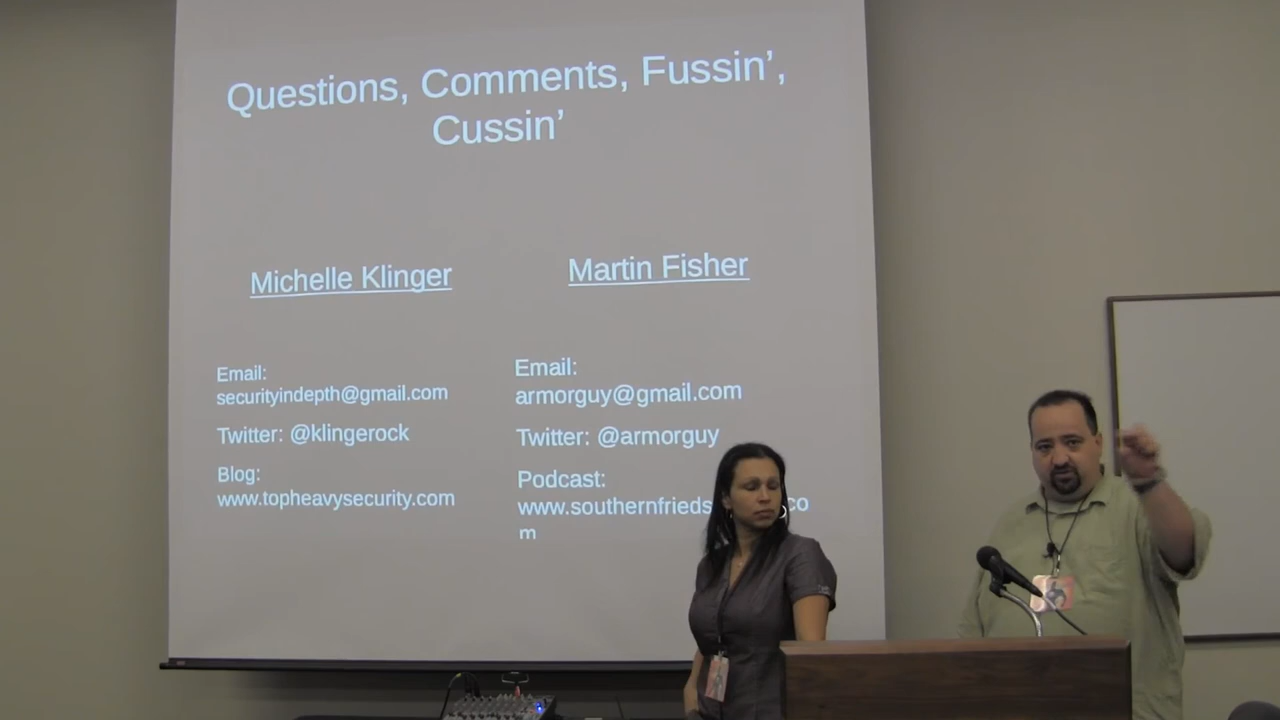 Questions, Comments, Fussin’,
Cussin’
Michelle Klinger
Email:
securityindepth@gmail.com
Twitter: @klingerock
Blog:
www.topheavysecurity.com
Martin Fisher
Email:
armorguy@gmail.com
Twitter: @armorguy
Podcast:
www.southernfrieds
co
m